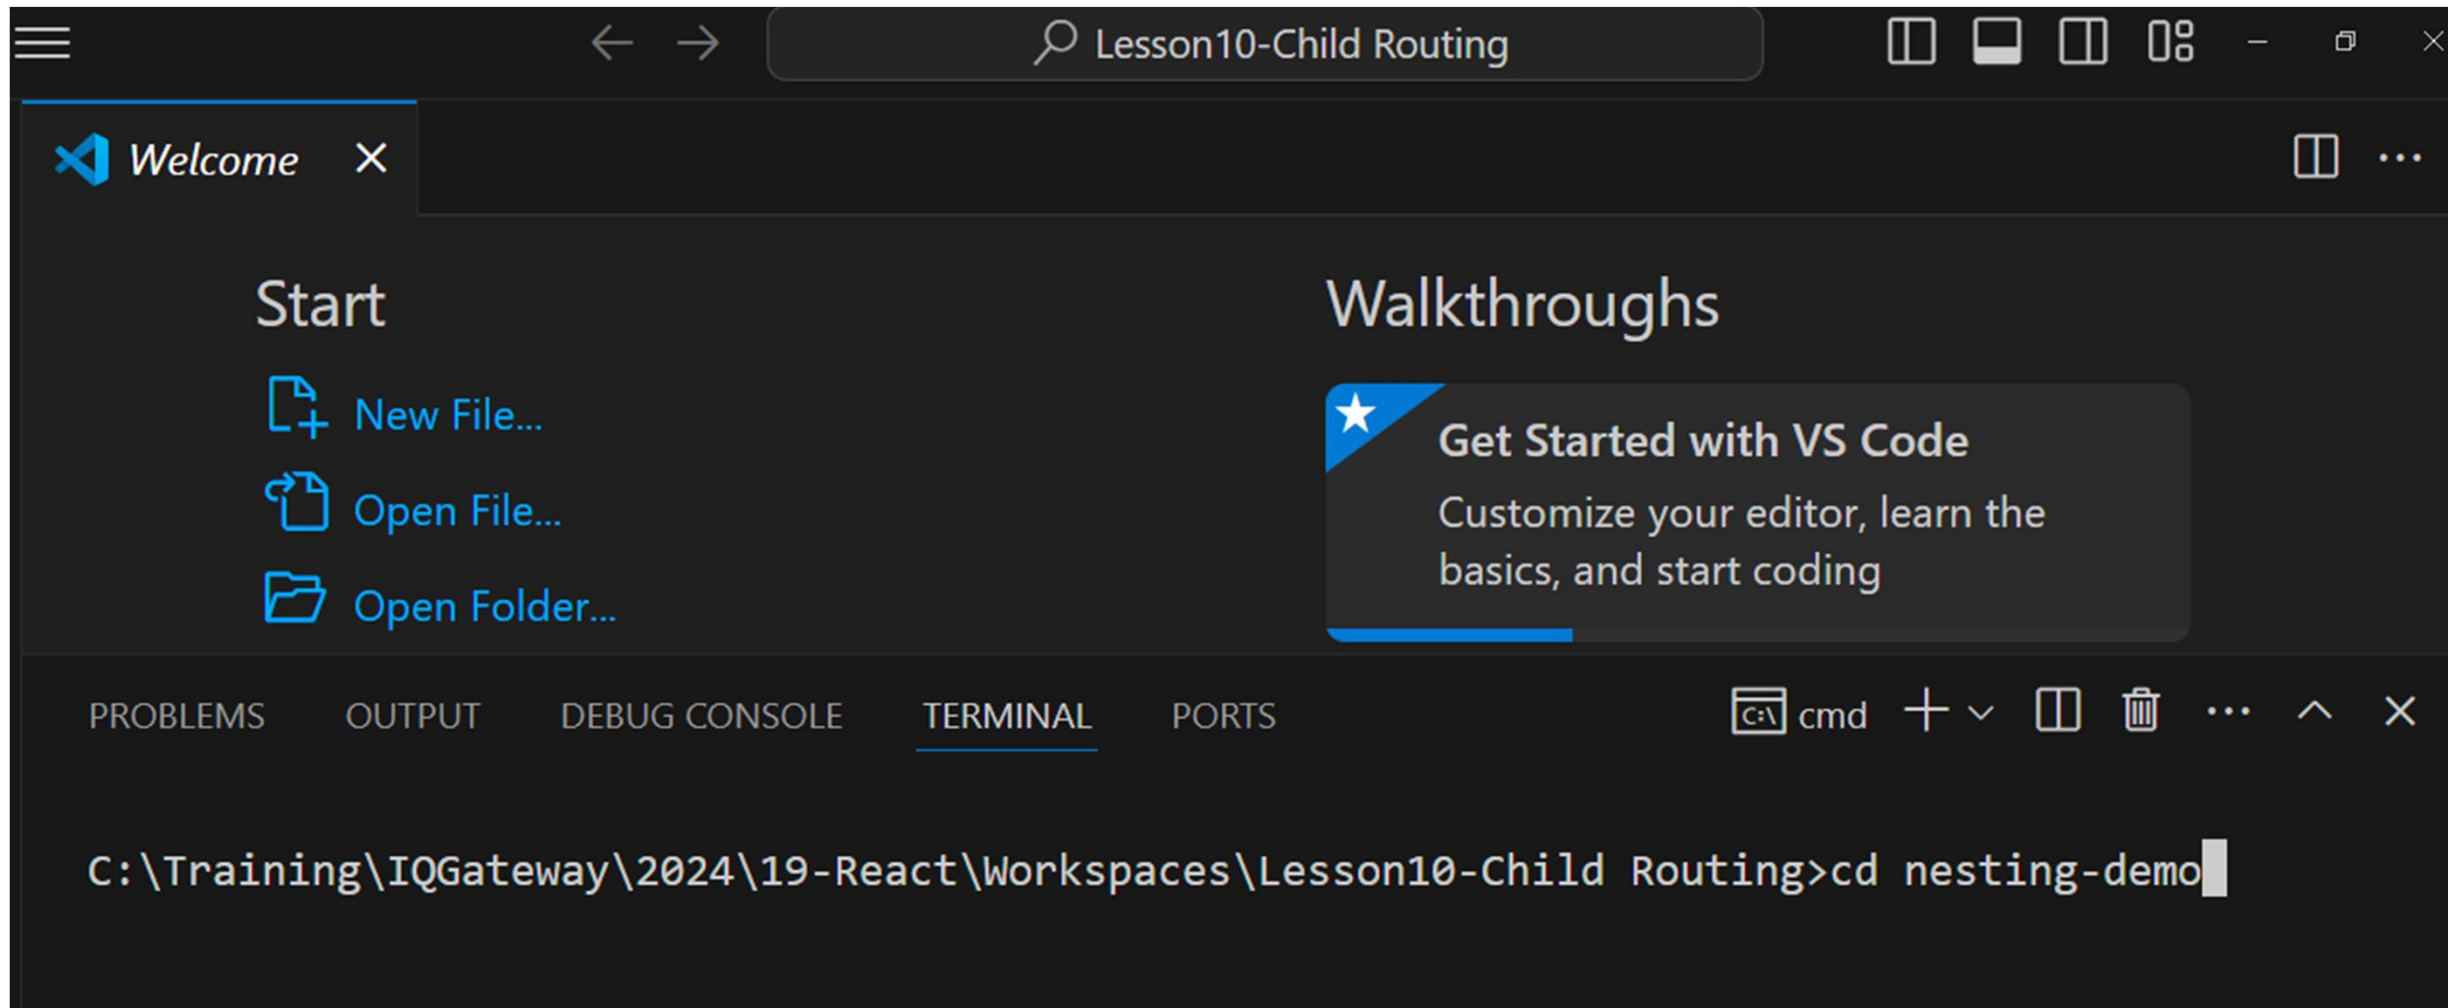 Lesson10-Child Routing
Welcome
Start
New File...
Open File...
Open Folder...
Walkthroughs
Get Started with VS Code
Customize your editor, learn the
basics, and start coding
PROBLEMS OUTPUT DEBUG CONSOLE TERMINAL PORTS
C:\ cmd
C:\Training\IQGateway\2024\19-React\Workspaces\Lesson10-Child Routing>cd nesting-demo